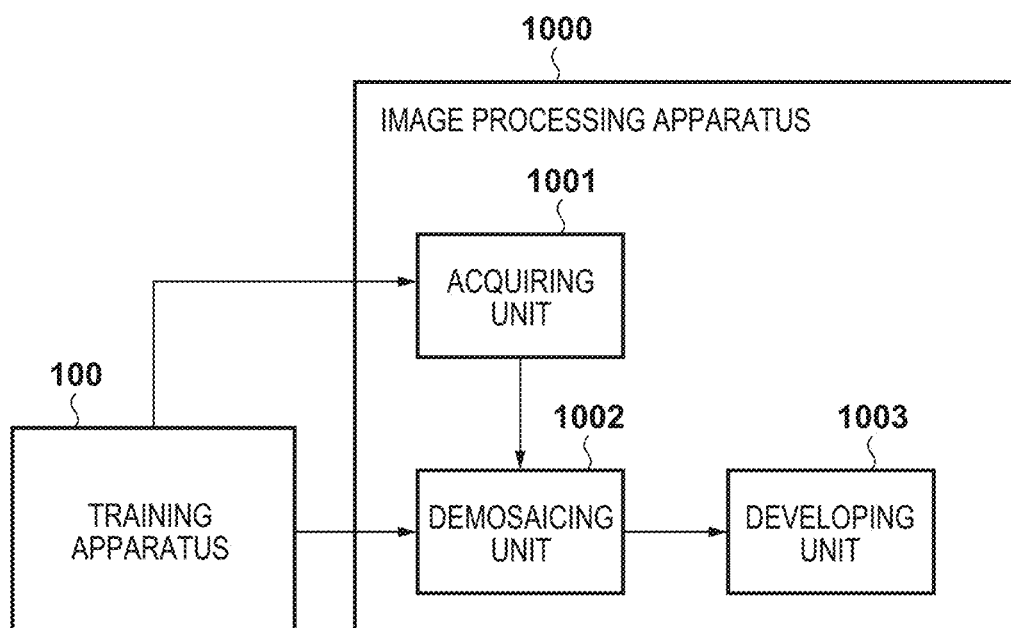 1000
IMAGE PROCESSING APPARATUS
1001
ACQUIRING
UNIT
100
TRAINING
APPARATUS
1002
DEMOSAICING
UNIT
1003
DEVELOPING
UNIT